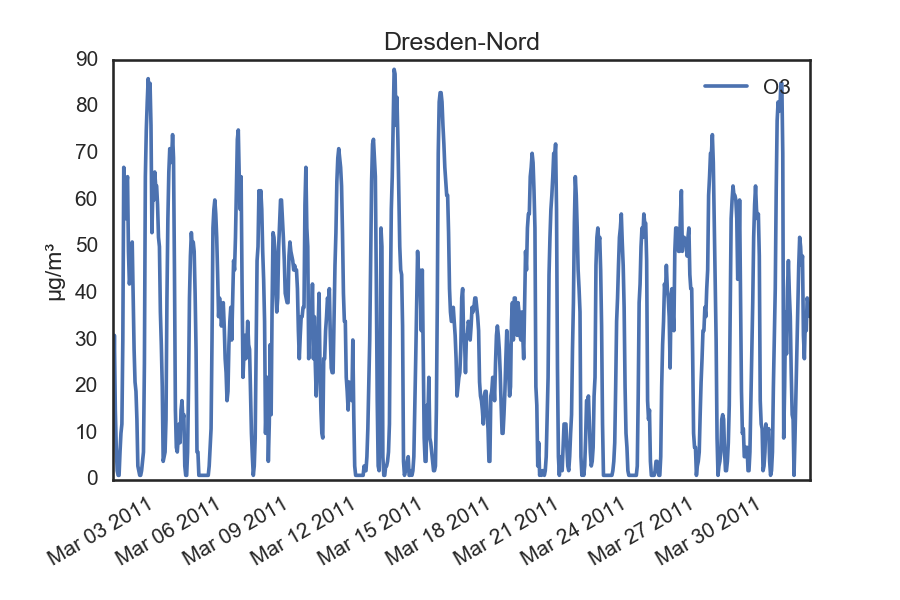 Dresden-Nord
O3
µg/m³
90
80
70
60
50
40
30
20
10
0
Mar 03 2011
Mar 06 2011
Mar 09 2011
Mar 12 2011
Mar 15 2011
Mar 18 2011
Mar 21 2011
Mar 24 2011
Mar 27 2011
Mar 30 2011